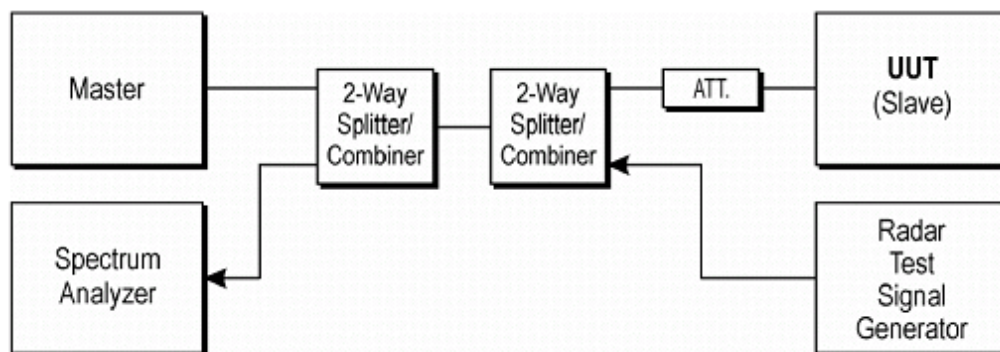 Master
2-Way
Splitter/
Combiner
2-Way
Splitter/
Combiner
ATT.
UUT
(Slave)
Spectrum
Analyzer
Radar
Test
Signal
Generator